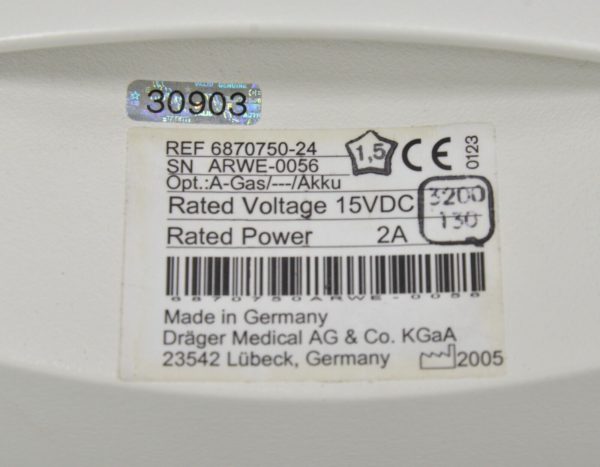 30903
REF 6870750-24
1,5
CE 0123
SN ARWE-0056
Opt.:A-Gas/---/Akku
Rated Voltage 15VDC
3200
130
Rated Power 2A
6870750ARWE-0056
Made in Germany
Dräger Medical AG & Co. KGaA
23542 Lübeck, Germany
2005